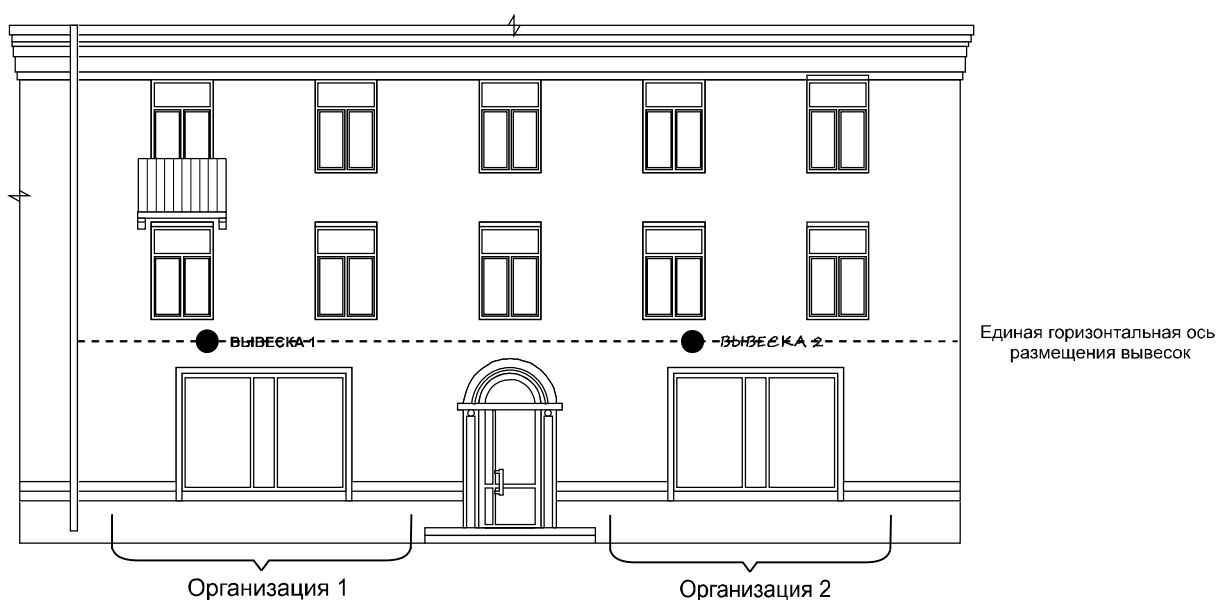 Единая горизонтальная ось
размещения вывесок
ВЫВЕСКА 1
ВЫВЕСКА 2
Организация 1
Организация 2